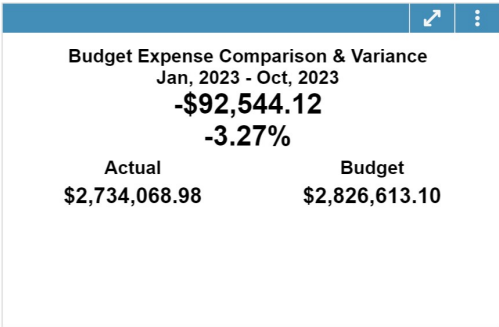 Budget Expense Comparison & Variance
Jan, 2023 - Oct, 2023
-$92,544.12
-3.27%
Actual Budget
$2,734,068.98 $2,826,613.10